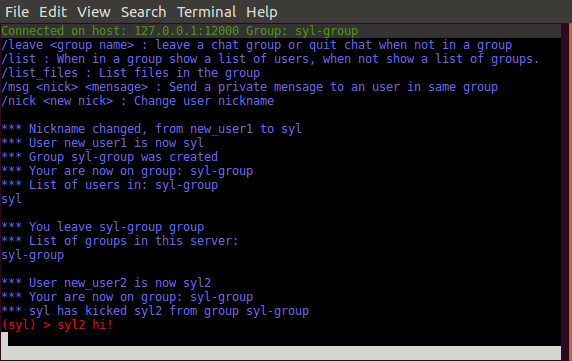 File Edit View Search Terminal Help
Connected on host: 127.0.0.1:12000 Group: syl-group
/leave <group name> : leave a chat group or quit chat when not in a group
/list : When in a group show a list of users, when not show a list of groups.
/list_files : List files in the group
/msg <nick> <mensage> : Send a private mensage to an user in same group
/nick <new nick> : Change user nickname
*** Nickname changed, from new_user1 to syl
*** User new_user1 is now syl
*** Group syl-group was created
*** Your are now on group: syl-group
*** List of users in: syl-group
syl
*** You leave syl-group group
*** List of groups in this server:
syl-group
*** User new_user2 is now syl2
*** Your are now on group: syl-group
*** syl has kicked syl2 from group syl-group
(syl) > syl2 hi!